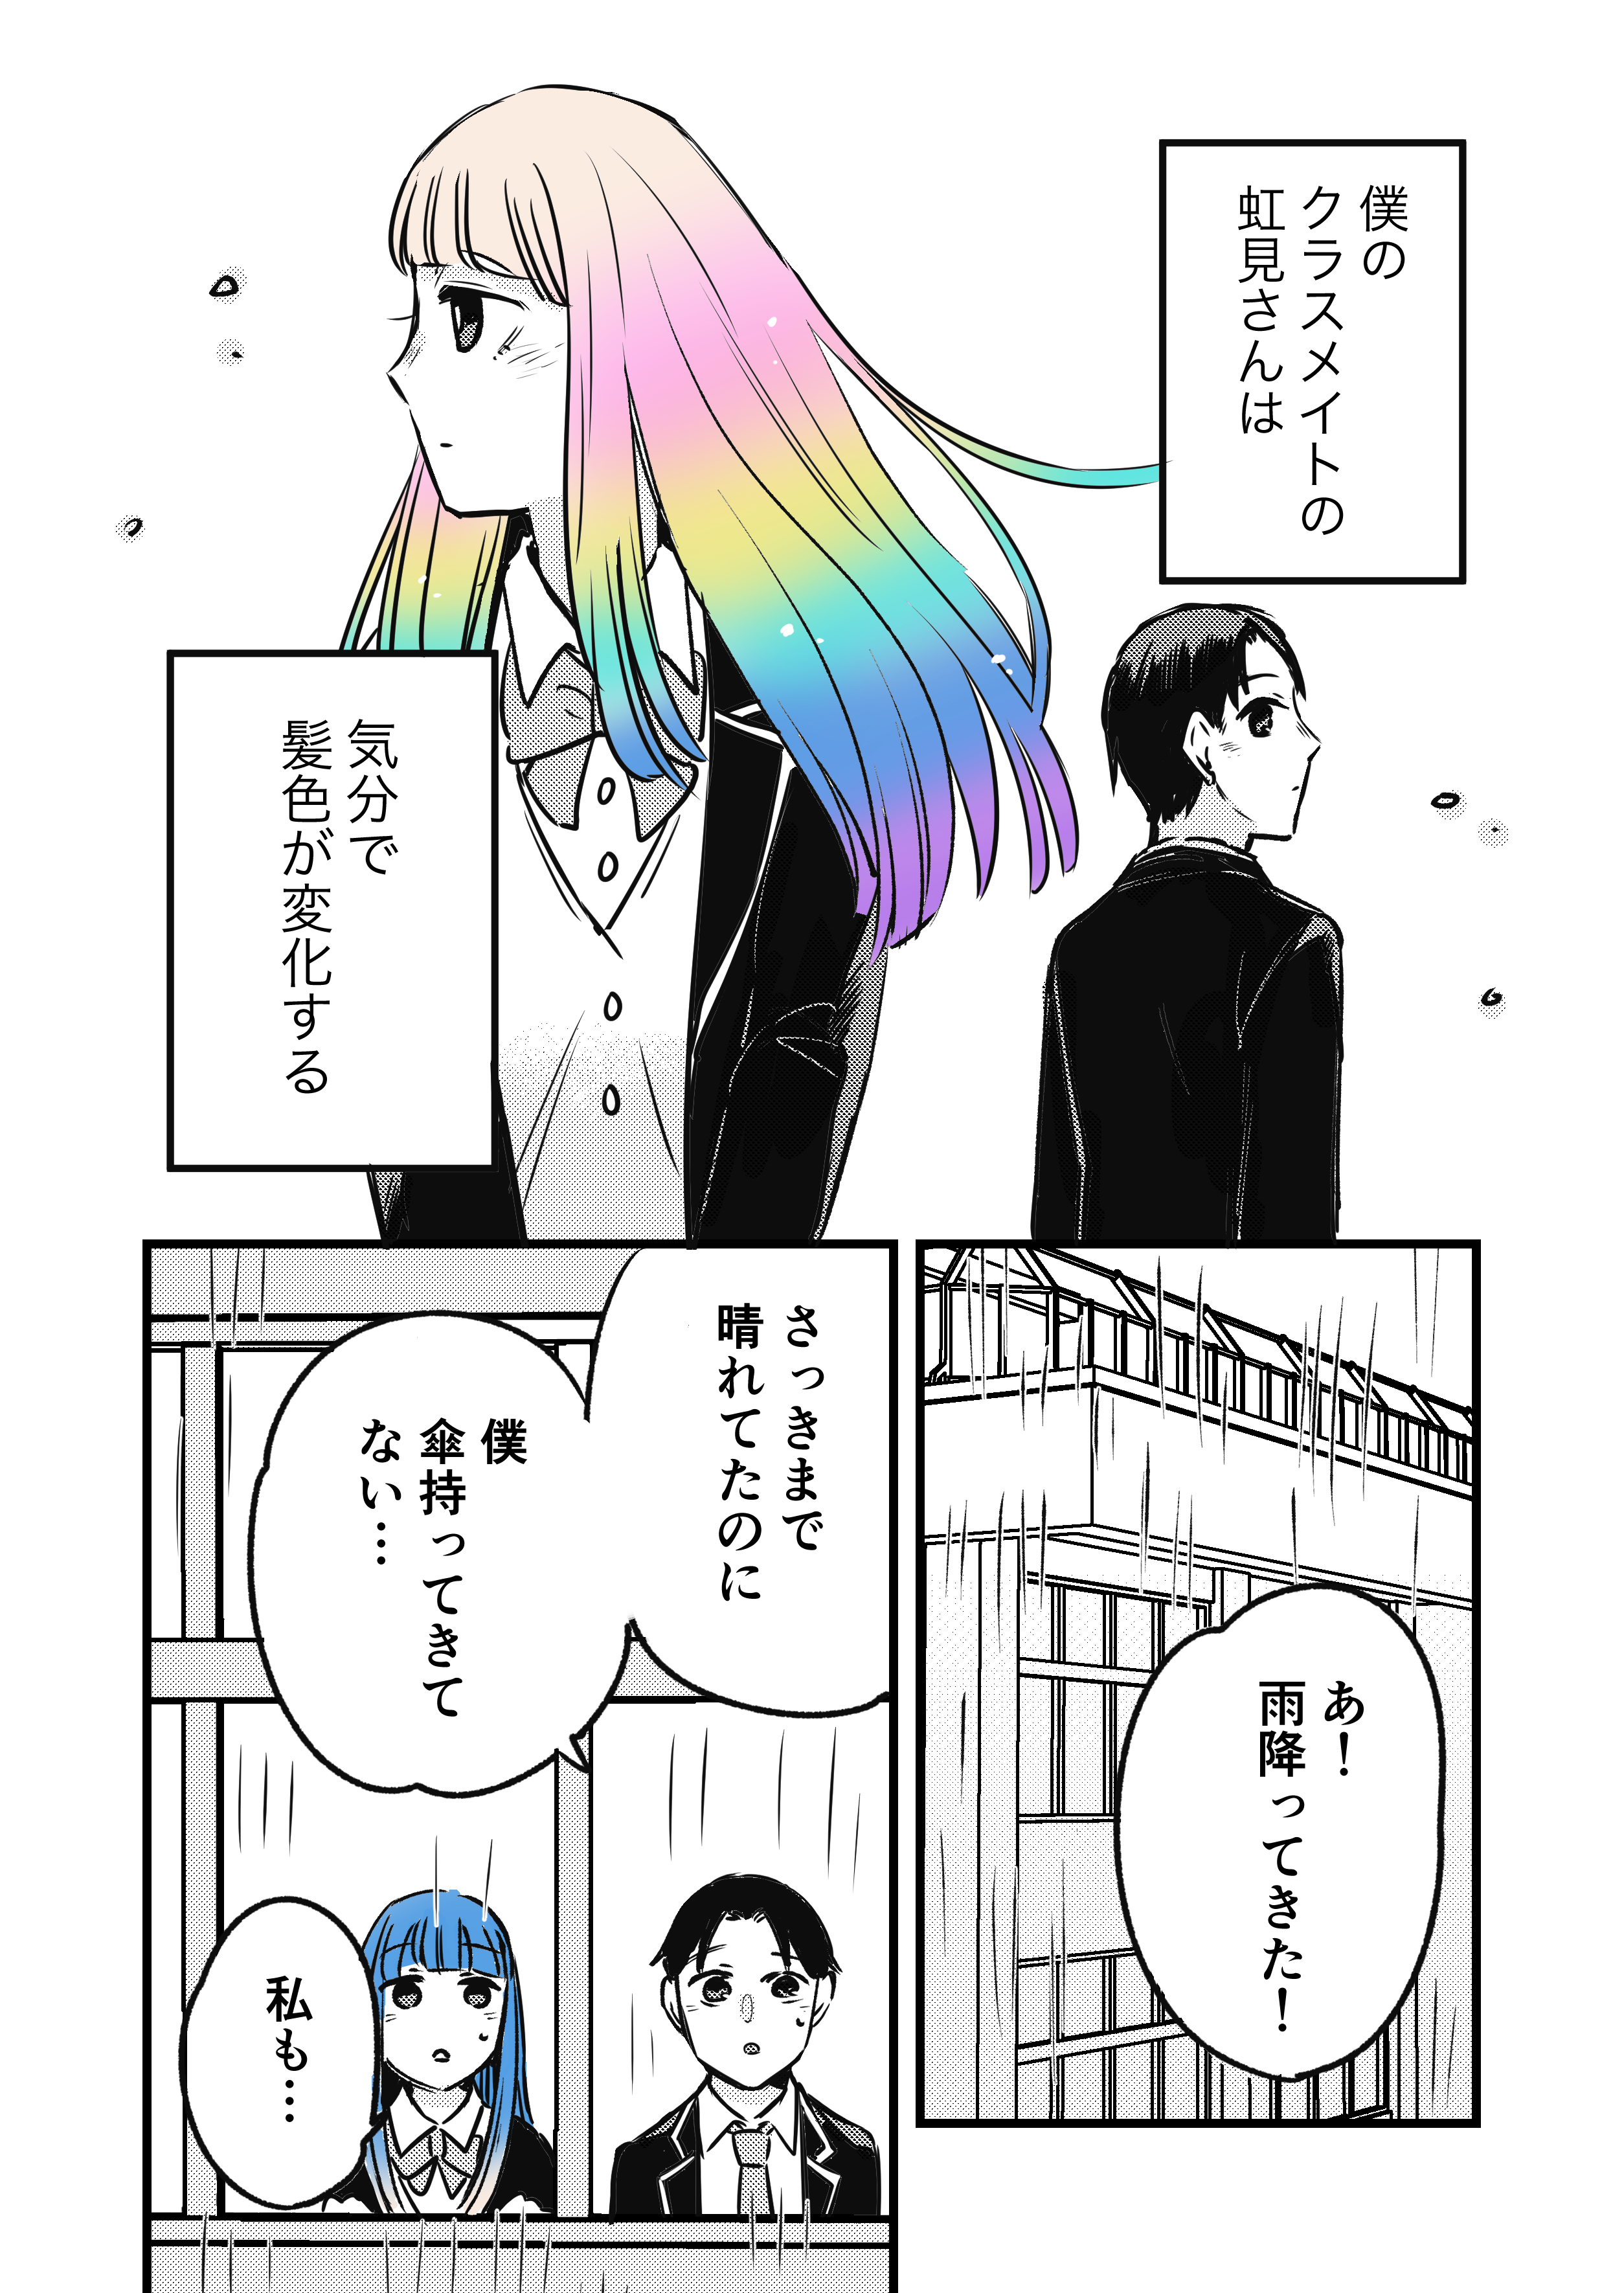 僕の
クラスメイトの
虹見さんは
気分で
髪色が変化する
あ！
雨降ってきた！
さっきまで
晴れてたのに
僕
傘持ってきて
ない…
私も…